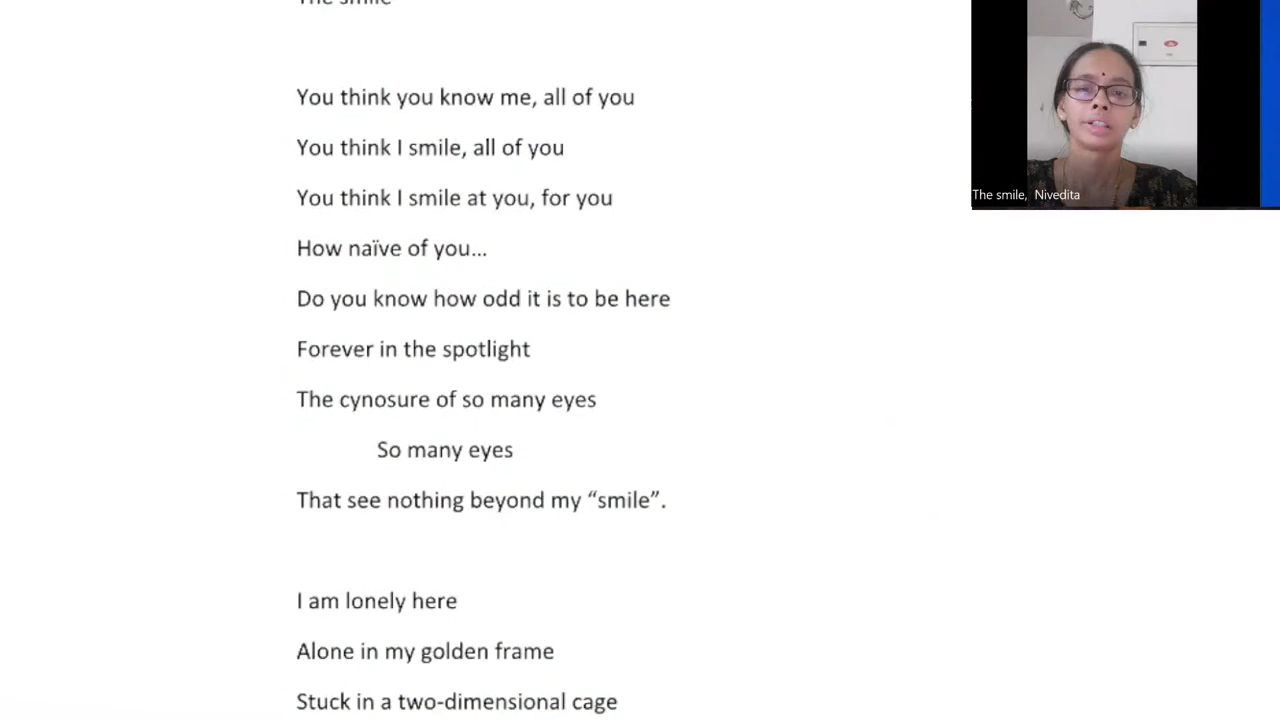 The smile
You think you know me, all of you
You think I smile, all of you
You think I smile at you, for you
How naïve of you…
Do you know how odd it is to be here
Forever in the spotlight
The cynosure of so many eyes
So many eyes
That see nothing beyond my “smile”.
I am lonely here
Alone in my golden frame
Stuck in a two-dimensional cage
The smile,  Nivedita